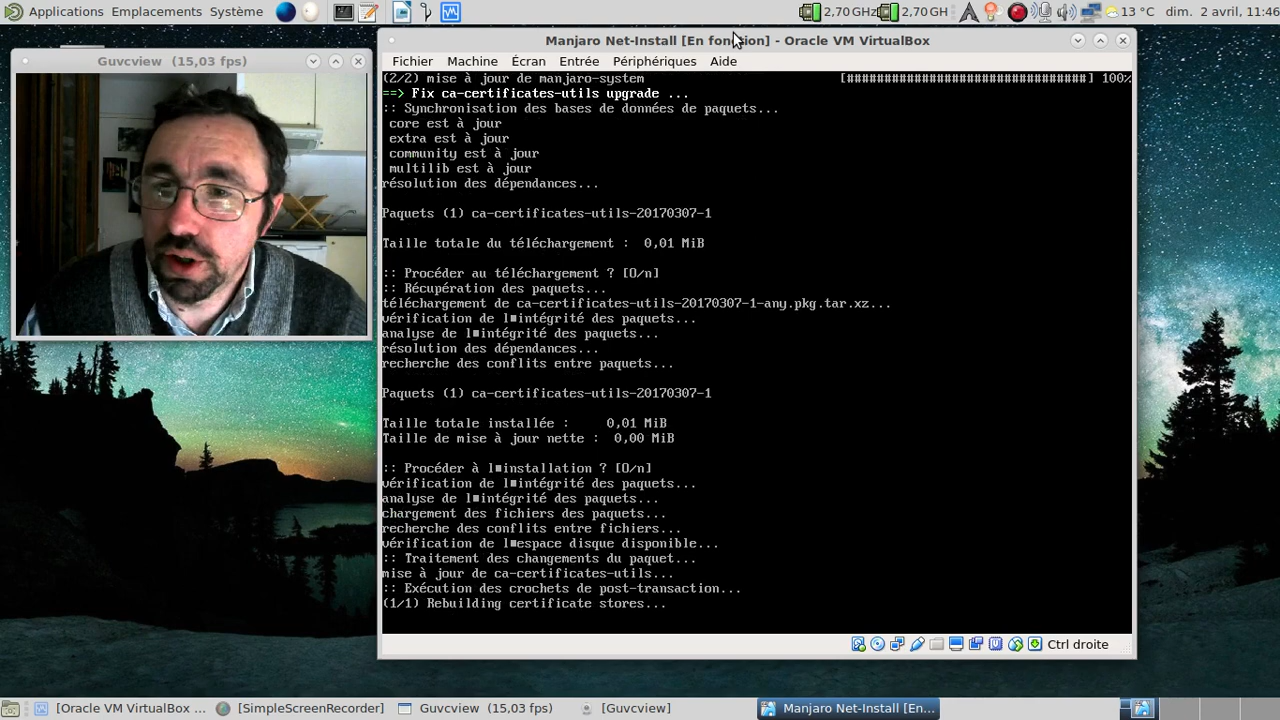 Applications Emplacements Système 2,70 GHz 2,70 GH 13 °C dim. 2 avril, 11:46
Guvcview (15,03 fps)
Manjaro Net-Install [En fonction] - Oracle VM VirtualBox
Fichier Machine Écran Entrée Périphériques Aide
(2/2) mise à jour de manjaro-system [################################] 100%
==> Fix ca-certificates-utils upgrade ...
:: Synchronisation des bases de données de paquets...
core est à jour
extra est à jour
community est à jour
multilib est à jour
résolution des dépendances...
Paquets (1) ca-certificates-utils-20170307-1
Taille totale du téléchargement : 0,01 MiB
:: Procéder au téléchargement ? [O/n]
:: Récupération des paquets...
téléchargement de ca-certificates-utils-20170307-1-any.pkg.tar.xz...
vérification de l■intégrité des paquets...
analyse de l■intégrité des paquets...
résolution des dépendances...
recherche des conflits entre paquets...
Paquets (1) ca-certificates-utils-20170307-1
Taille totale installée : 0,01 MiB
Taille de mise à jour nette : 0,00 MiB
:: Procéder à l■installation ? [O/n]
vérification de l■intégrité des paquets...
analyse de l■intégrité des paquets...
chargement des fichiers des paquets...
recherche des conflits entre fichiers...
vérification de l■espace disque disponible...
:: Traitement des changements du paquet...
mise à jour de ca-certificates-utils...
:: Exécution des crochets de post-transaction...
(1/1) Rebuilding certificate stores...
Ctrl droite
[Oracle VM VirtualBox ... [SimpleScreenRecorder] Guvcview (15,03 fps) [Guvcview] Manjaro Net-Install [En...